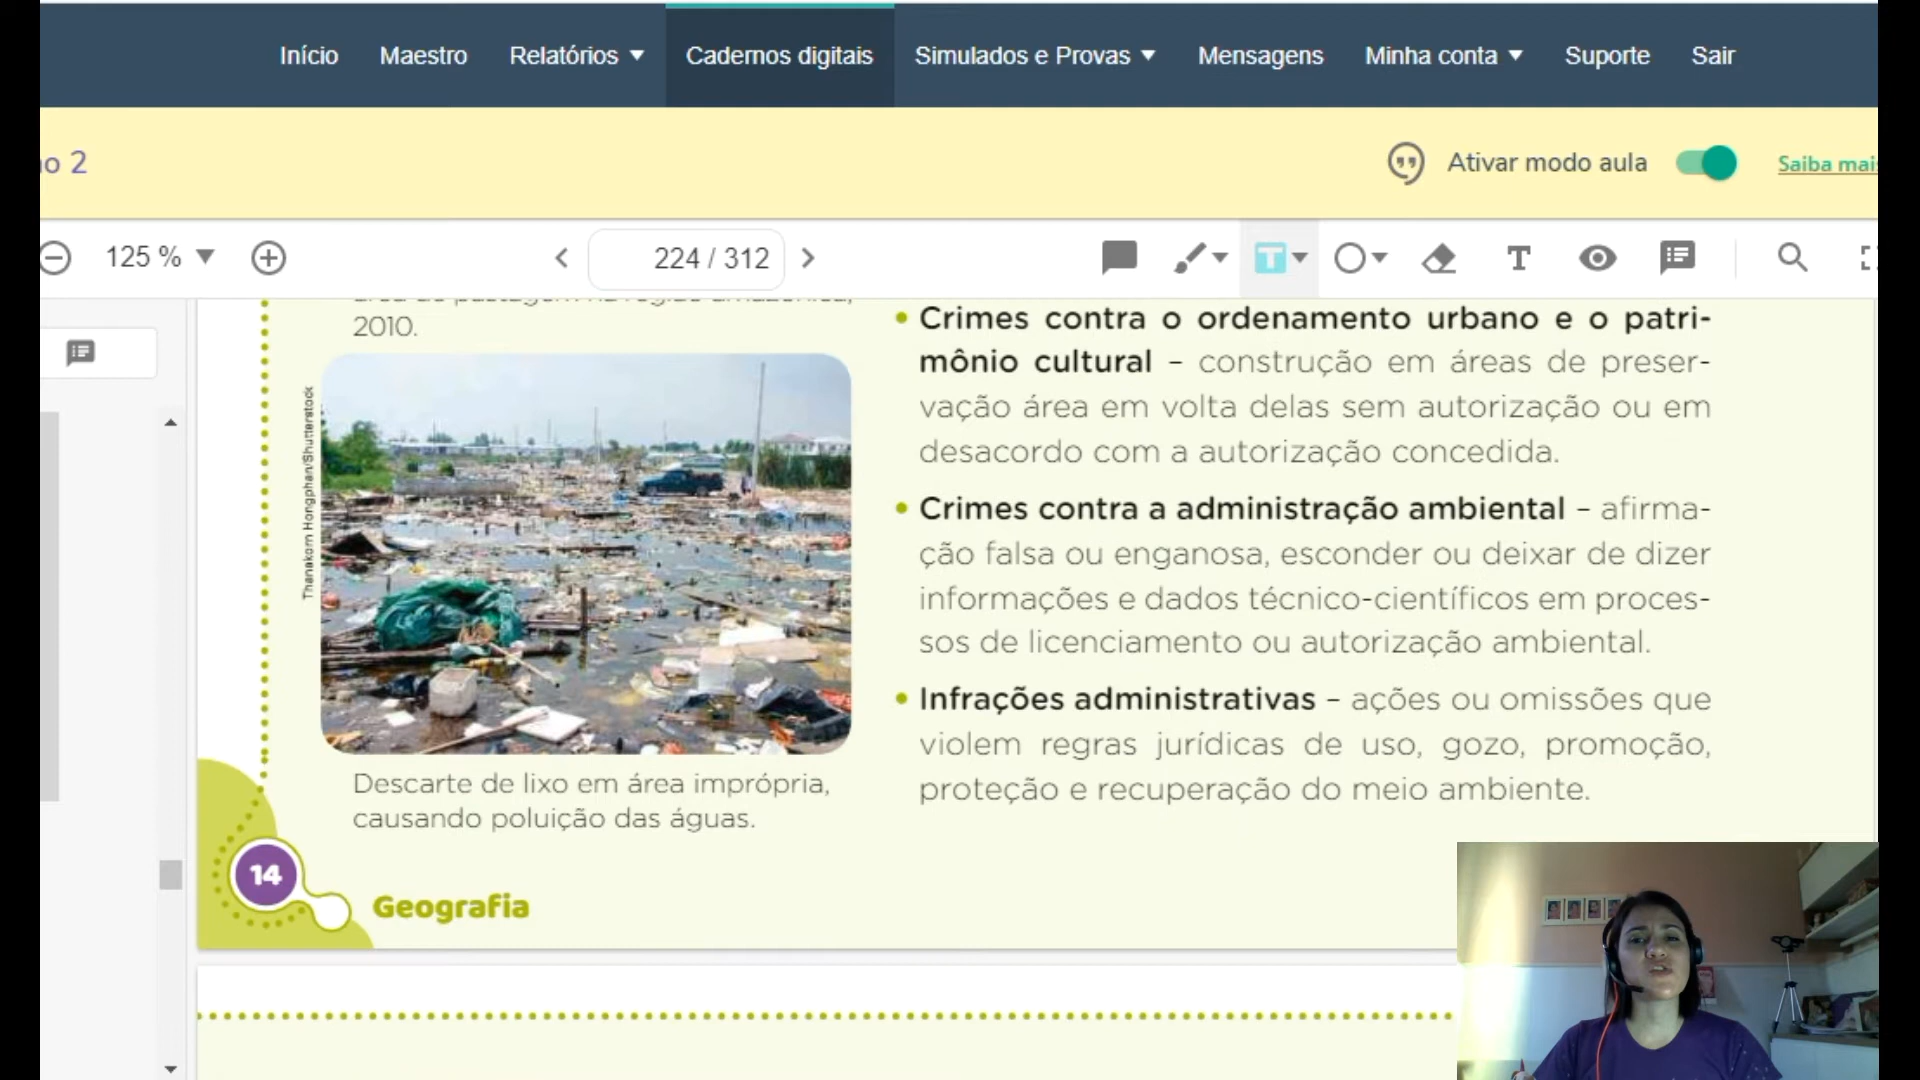 Início Maestro Relatórios Cadernos digitais Simulados e Provas Mensagens Minha conta Suporte Sair
o 2
Ativar modo aula
Saiba mais
125 %
224 / 312
T
T
2010.
Thanakorn Hongphan/Shutterstock
Descarte de lixo em área imprópria,
causando poluição das águas.
• Crimes contra o ordenamento urbano e o patri-
mônio cultural – construção em áreas de preser-
vação área em volta delas sem autorização ou em
desacordo com a autorização concedida.
• Crimes contra a administração ambiental – afirma-
ção falsa ou enganosa, esconder ou deixar de dizer
informações e dados técnico-científicos em proces-
sos de licenciamento ou autorização ambiental.
• Infrações administrativas – ações ou omissões que
violem regras jurídicas de uso, gozo, promoção,
proteção e recuperação do meio ambiente.
14
Geografia